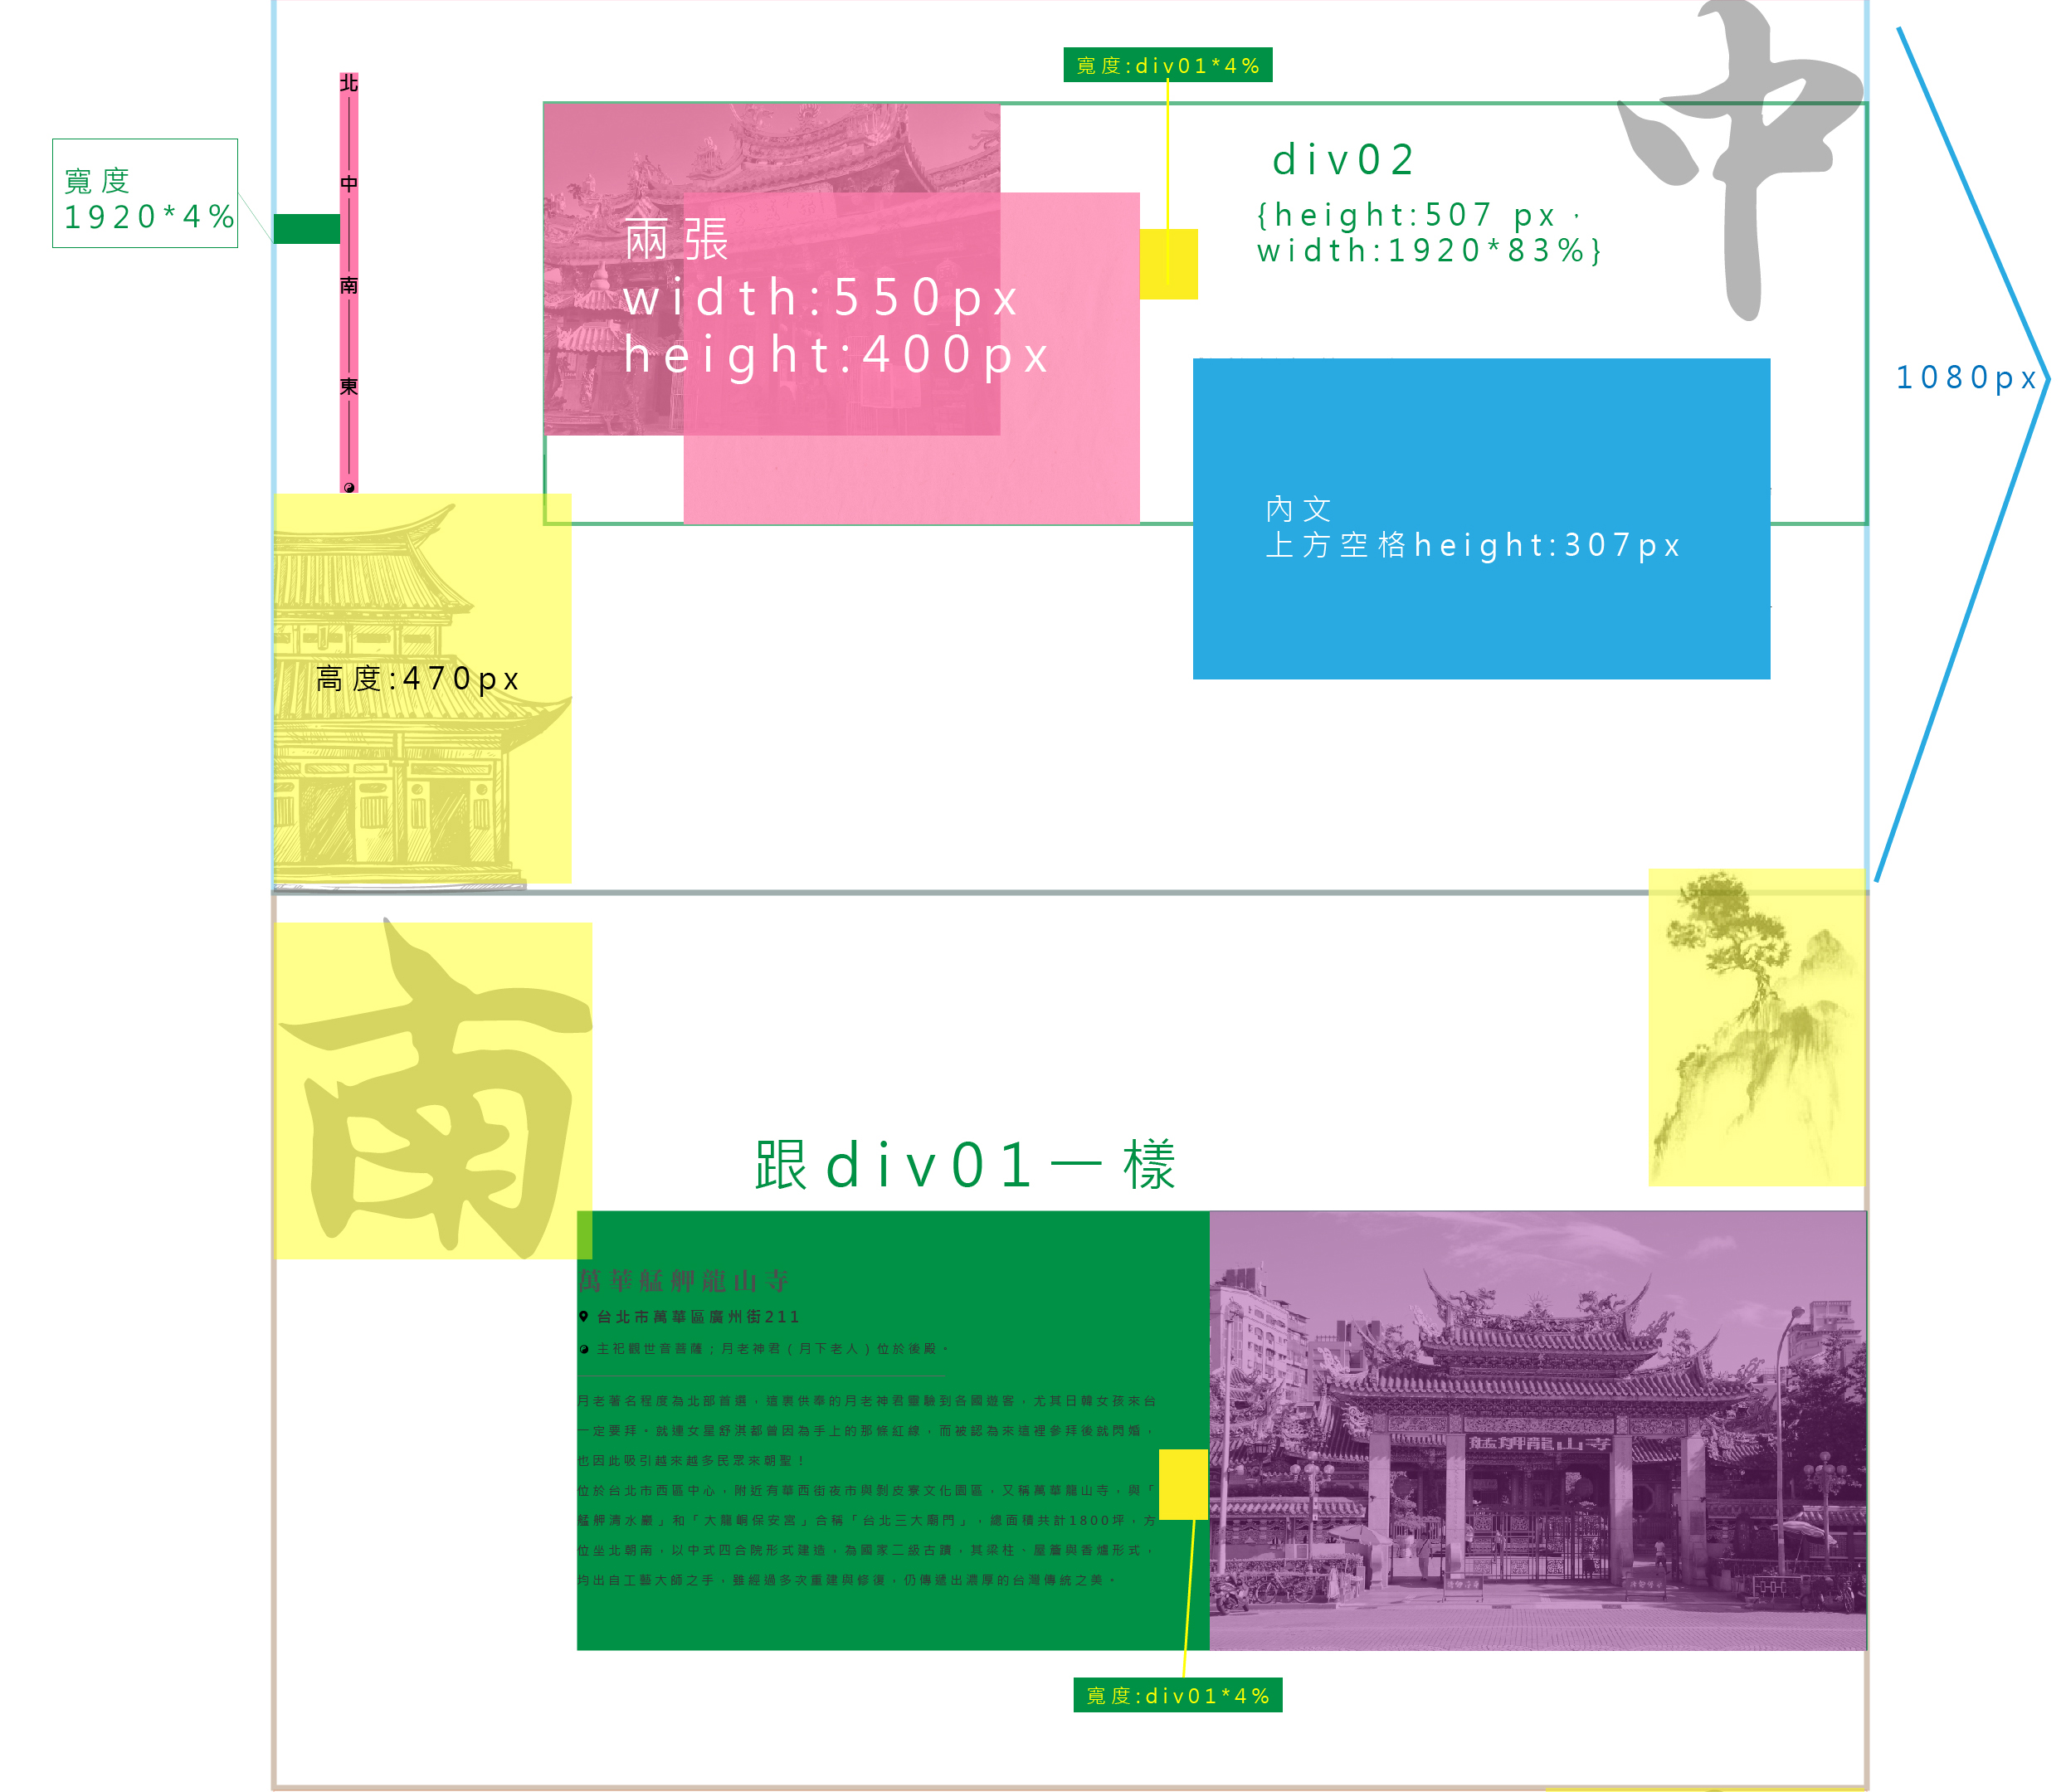 寬度:div01*4%
北
中
南
東
中
寬度
1920*4%
div02
{height:507 px，
width:1920*83%}
兩張
width:550px
height:400px
1080px
內文
上方空格height:307px
高度:470px
南
跟div01一樣
萬華艋舺龍山寺
台北市萬華區廣州街211
主祀觀世音菩薩；月老神君（月下老人）位於後殿。
月老著名程度為北部首選，這裏供奉的月老神君靈驗到各國遊客，尤其日韓女孩來台
一定要拜。就連女星舒淇都曾因為手上的那條紅線，而被認為來這裡參拜後就閃婚，
也因此吸引越來越多民眾來朝聖！
位於台北市西區中心，附近有華西街夜市與剝皮寮文化園區，又稱萬華龍山寺，與「
艋舺清水巖」和「大龍峒保安宮」合稱「台北三大廟門」，總面積共計1800坪，方
位坐北朝南，以中式四合院形式建造，為國家二級古蹟，其梁柱、屋簷與香爐形式，
均出自工藝大師之手，雖經過多次重建與修復，仍傳遞出濃厚的台灣傳統之美。
艋舺龍山寺
寬度:div01*4%